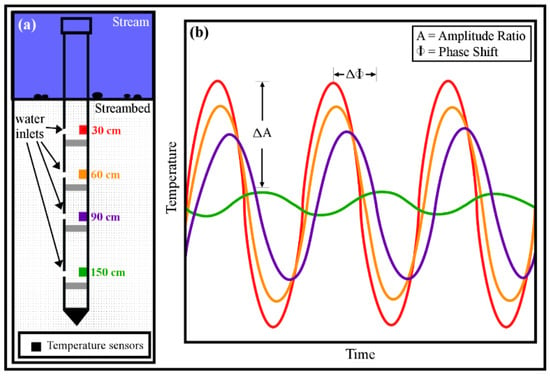 (a)
Stream
Streambed
water
inlets
30 cm
60 cm
90 cm
150 cm
Temperature sensors
(b)
A = Amplitude Ratio
Φ = Phase Shift
ΔΦ
ΔA
Temperature
Time